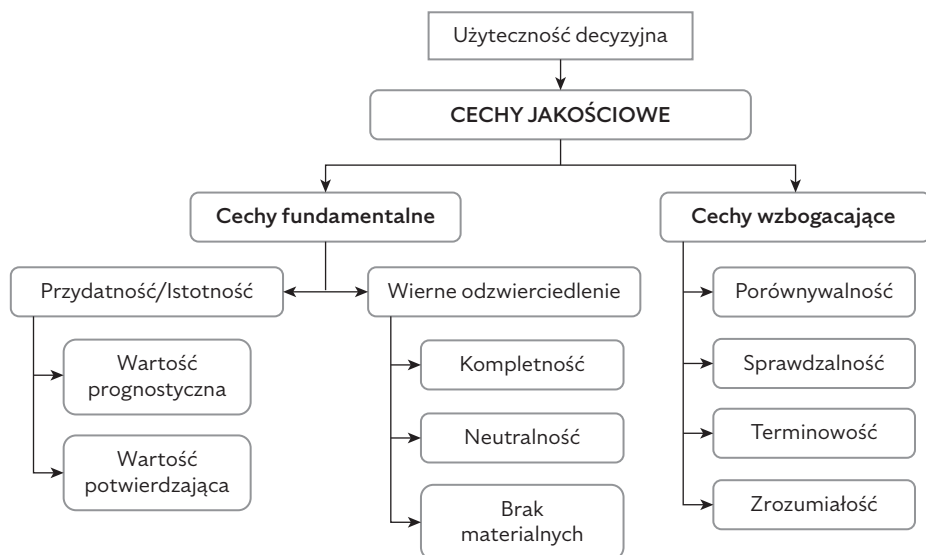 Użyteczność decyzyjna
CECHY JAKOŚCIOWE
Cechy fundamentalne
Cechy wzbogacające
Przydatność/Istotność
Wierne odzwierciedlenie
Porównywalność
Wartość
prognostyczna
Kompletność
Sprawdzalność
Wartość
potwierdzająca
Neutralność
Terminowość
Brak
materialnych
Zrozumiałość